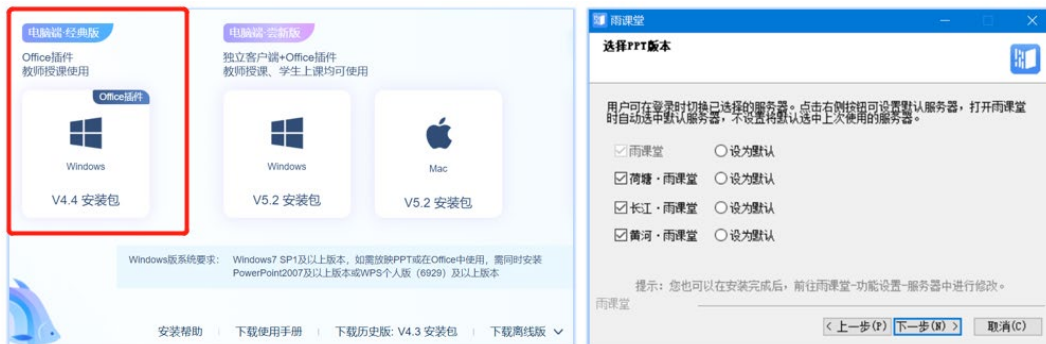 电脑端·经典版
Office插件
教师授课使用
Office插件
Windows
V4.4 安装包
电脑端·尝新版
独立客户端+Office插件
教师授课、学生上课均可使用
Windows
V5.2 安装包
Mac
V5.2 安装包
Windows版系统要求： Windows7 SP1及以上版本，如需放映PPT或在Office中使用，需同时安装
PowerPoint2007及以上版本或WPS个人版（6929）及以上版本
安装帮助 | 下载使用手册 | 下载历史版: V4.3 安装包 | 下载离线版
雨课堂
选择PPT版本
用户可在登录时切换已选择的服务器。点击右侧按钮可设置默认服务器，打开雨课堂
时自动选中默认服务器，不设置将默认选中上次使用的服务器。
雨课堂 设为默认
荷塘·雨课堂 设为默认
长江·雨课堂 设为默认
黄河·雨课堂 设为默认
提示：您也可以在安装完成后，前往雨课堂-功能设置-服务器中进行修改。
雨课堂
< 上一步(P) 下一步(N) > 取消(C)